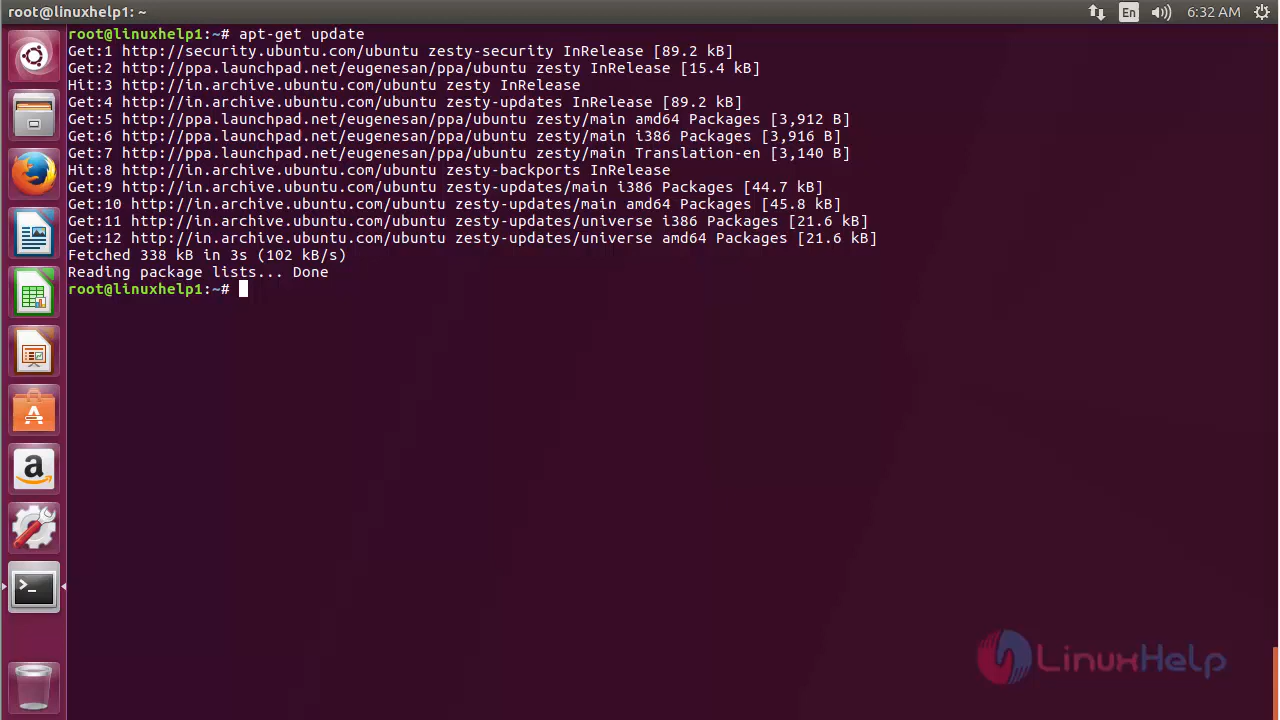 root@linuxhelp1: ~
En
6:32 AM
root@linuxhelp1:~# apt-get update
Get:1 http://security.ubuntu.com/ubuntu zesty-security InRelease [89.2 kB]
Get:2 http://ppa.launchpad.net/eugenesan/ppa/ubuntu zesty InRelease [15.4 kB]
Hit:3 http://in.archive.ubuntu.com/ubuntu zesty InRelease
Get:4 http://in.archive.ubuntu.com/ubuntu zesty-updates InRelease [89.2 kB]
Get:5 http://ppa.launchpad.net/eugenesan/ppa/ubuntu zesty/main amd64 Packages [3,912 B]
Get:6 http://ppa.launchpad.net/eugenesan/ppa/ubuntu zesty/main i386 Packages [3,916 B]
Get:7 http://ppa.launchpad.net/eugenesan/ppa/ubuntu zesty/main Translation-en [3,140 B]
Hit:8 http://in.archive.ubuntu.com/ubuntu zesty-backports InRelease
Get:9 http://in.archive.ubuntu.com/ubuntu zesty-updates/main i386 Packages [44.7 kB]
Get:10 http://in.archive.ubuntu.com/ubuntu zesty-updates/main amd64 Packages [45.8 kB]
Get:11 http://in.archive.ubuntu.com/ubuntu zesty-updates/universe i386 Packages [21.6 kB]
Get:12 http://in.archive.ubuntu.com/ubuntu zesty-updates/universe amd64 Packages [21.6 kB]
Fetched 338 kB in 3s (102 kB/s)
Reading package lists... Done
root@linuxhelp1:~#
LinuxHelp